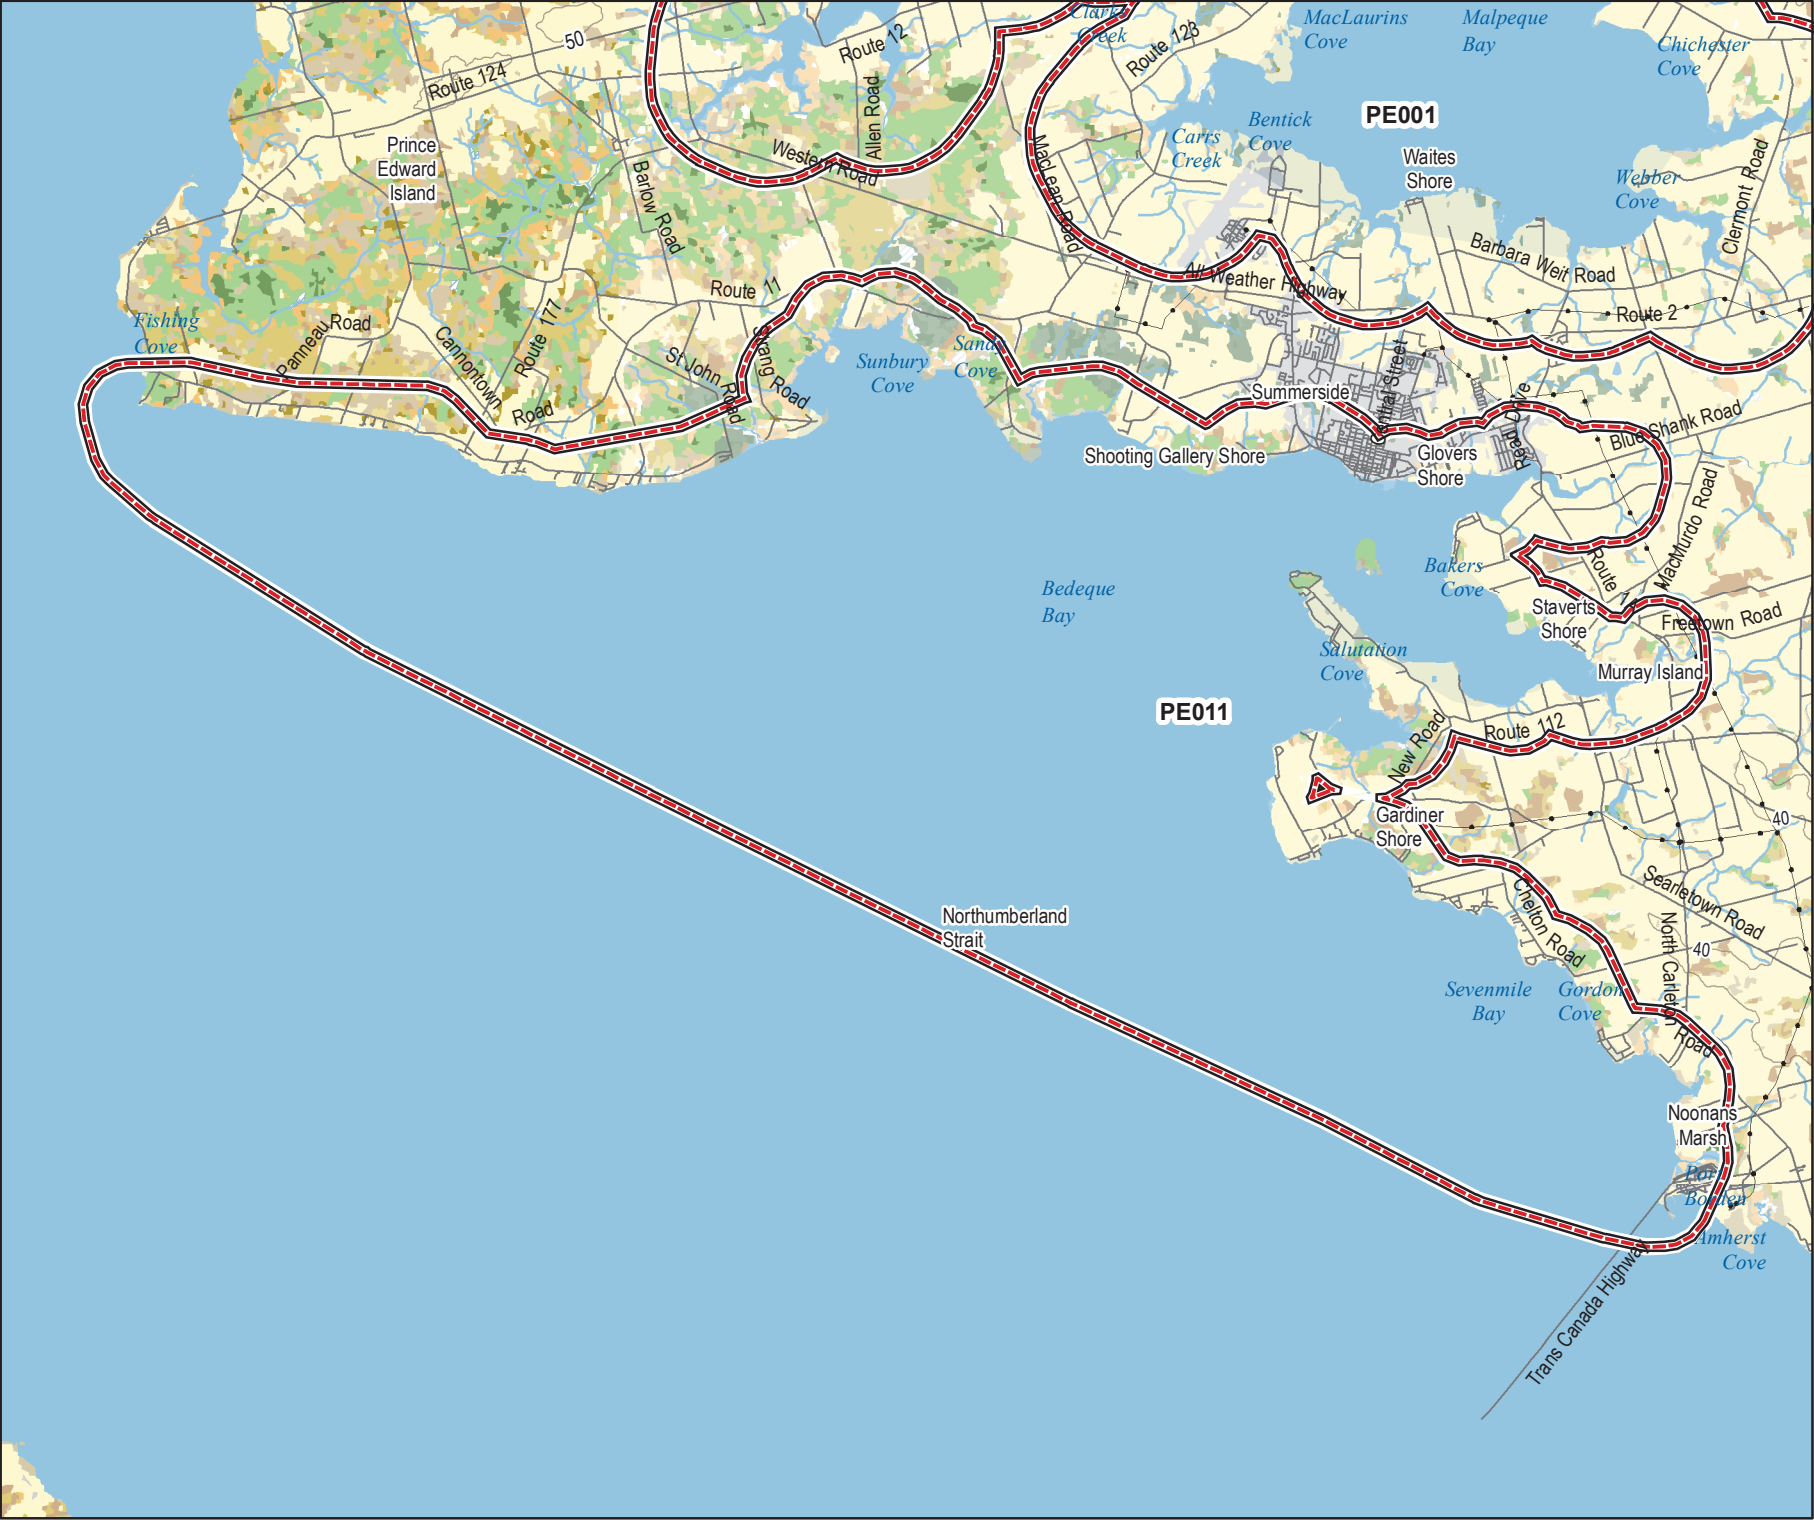 Clarks
Creek
MacLaurins
Cove
Malpeque
Bay
Chichester
Cove
50
Route 12
Route 123
Route 124
Allen Road
PE001
Bentick
Cove
Carrs
Creek
Prince
Edward
Island
Western Road
Waites
Shore
Webber
Cove
Clermont Road
Barlow Road
MacLean Road
Barbara Weit Road
All Weather Highway
Route 11
Route 2
Fishing
Cove
Panneau Road
Cannontown
Road
Route 177
St John Road
Strang Road
Sunbury
Cove
Sandy
Cove
Summerside
Central Street
Reeds Drive
Blue Shank Road
Shooting Gallery Shore
Glovers
Shore
MacMurdo Road
Bakers
Cove
Route 11
Bedeque
Bay
Staverts
Shore
Freetown Road
Salutation
Cove
Murray Island
PE011
New Road
Route 112
Gardiner
Shore
40
Searletown Road
Chelton Road
Northumberland
Strait
North Carleton
Road
40
Sevenmile
Bay
Gordon
Cove
Noonans
Marsh
Port
Borden
Amherst
Cove
Trans Canada Highway